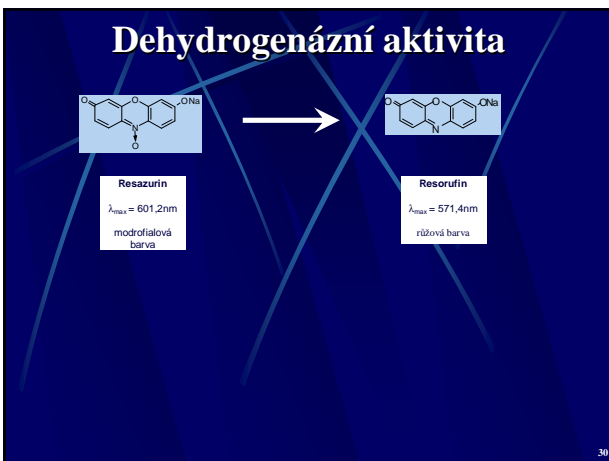 Dehydrogenázní aktivita
O O ONa
N
O
O O ONa
N
Resazurin
λmax = 601,2nm
modrofialová
barva
Resorufin
λmax = 571,4nm
růžová barva
30